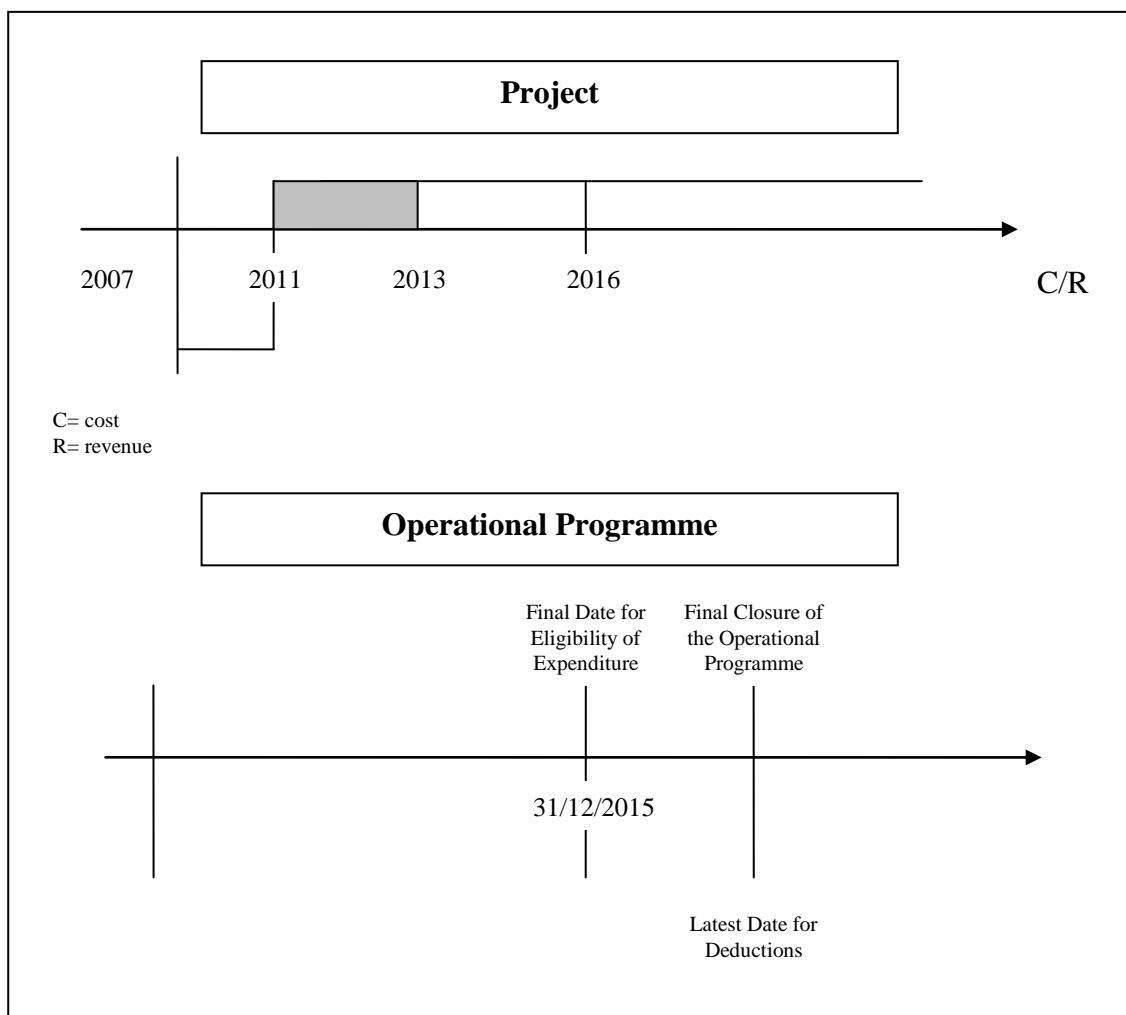 Project
2007 2011 2013 2016 C/R
C= cost
R= revenue
Operational Programme
Final Date for
Eligibility of
Expenditure
Final Closure of
the Operational
Programme
31/12/2015
Latest Date for
Deductions